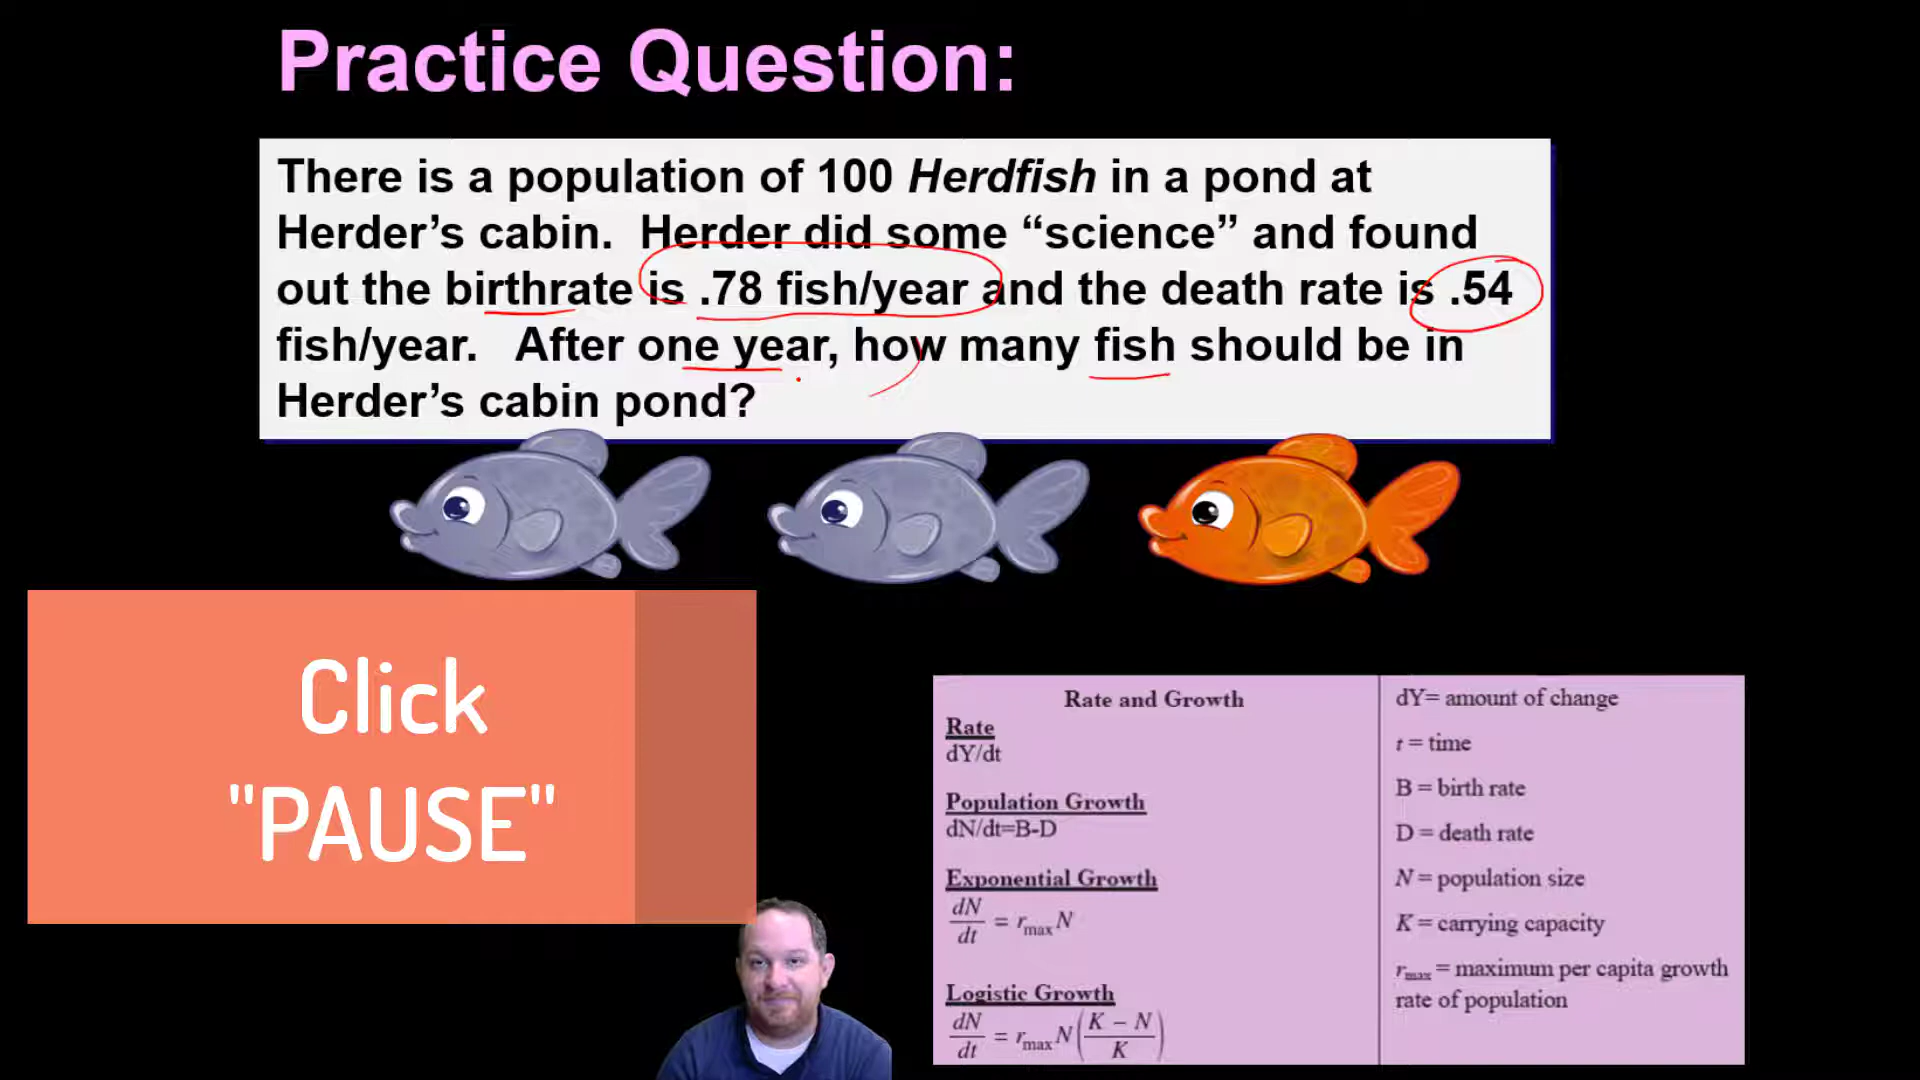 Practice Question:
There is a population of 100 Herdfish in a pond at
Herder’s cabin. Herder did some “science” and found
out the birthrate is .78 fish/year and the death rate is .54
fish/year. After one year, how many fish should be in
Herder’s cabin pond?
Click
"PAUSE"
Rate and Growth
Rate
dY/dt
Population Growth
dN/dt=B-D
Exponential Growth
dN/dt = rmax N
Logistic Growth
dN/dt = rmax N (K – N / K)
dY= amount of change
t = time
B = birth rate
D = death rate
N = population size
K = carrying capacity
rmax = maximum per capita growth
rate of population